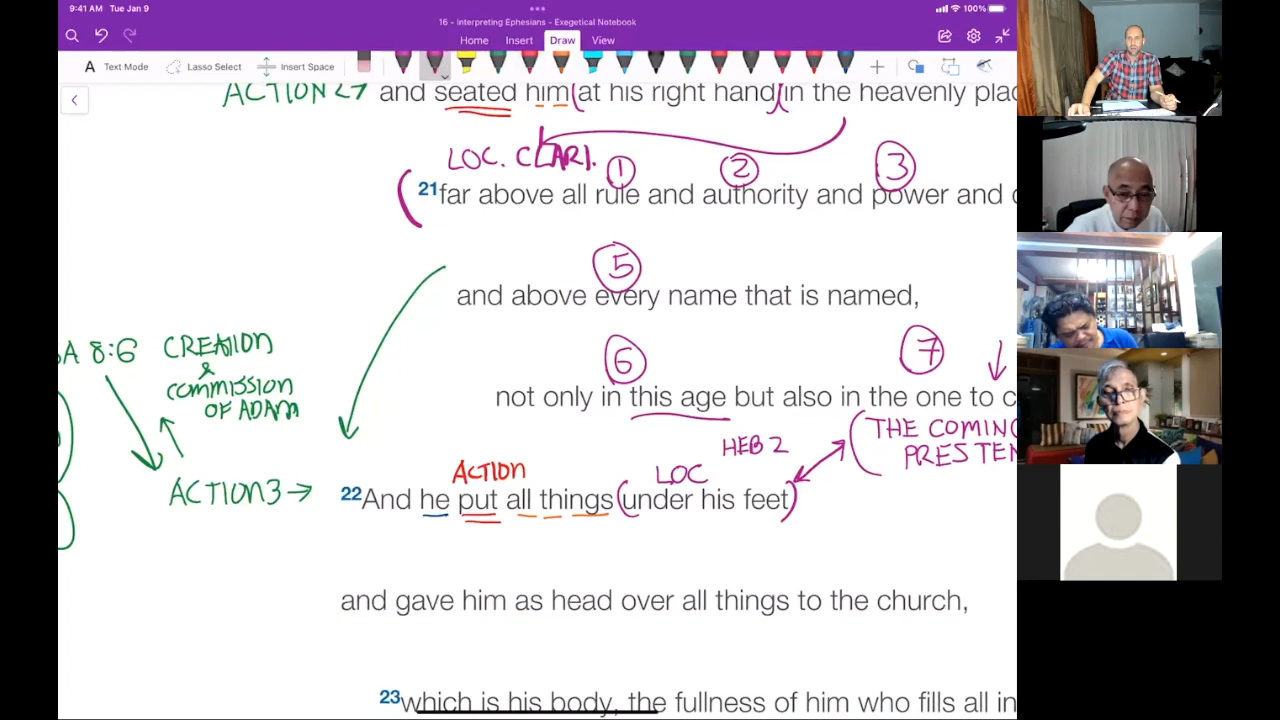 9:41 AM Tue Jan 9
100%
16 - Interpreting Ephesians - Exegetical Notebook
Home Insert Draw View
Text Mode Lasso Select Insert Space
ACTION 2→ and seated him (at his right hand) (in the heavenly plac
LOC. CLARI. 1 2 3
21 far above all rule and authority and power and
5
and above every name that is named,
8:6 CREATION & COMMISSION OF ADAM
6 7
not only in this age but also in the one to c
HEB 2 (THE COMING
PRESTEN
ACTION LOC
ACTION 3→ 22 And he put all things (under his feet)
and gave him as head over all things to the church,
23 which is his body, the fullness of him who fills all in